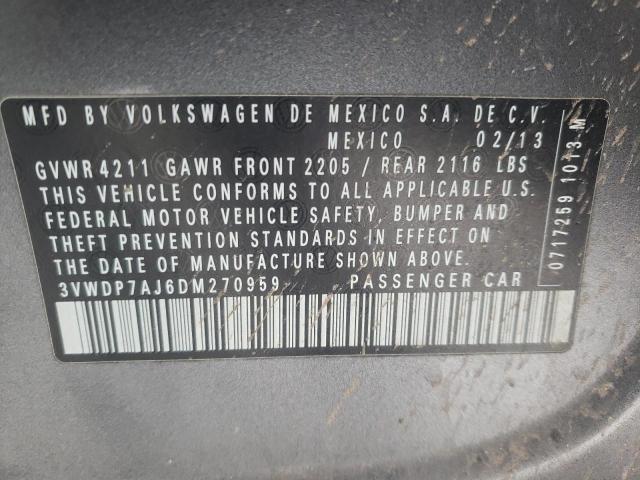 MFD BY VOLKSWAGEN DE MEXICO S.A. DE C.V.
MEXICO 02/13
GVWR 4211 GAWR FRONT 2205 / REAR 2116 LBS
THIS VEHICLE CONFORMS TO ALL APPLICABLE U.S.
FEDERAL MOTOR VEHICLE SAFETY, BUMPER AND
THEFT PREVENTION STANDARDS IN EFFECT ON
THE DATE OF MANUFACTURE SHOWN ABOVE.
3VWDP7AJ6DM270959 PASSENGER CAR
0717259 1013-M